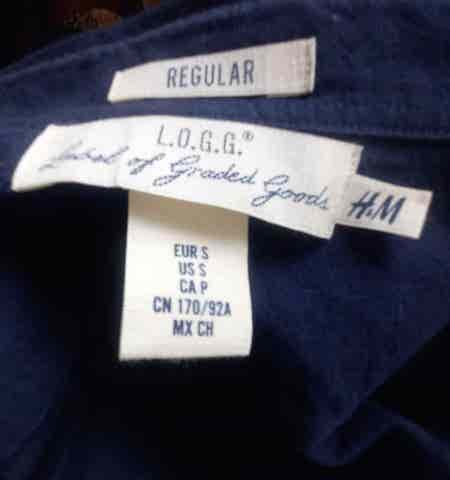 REGULAR
L.O.G.G.®
Label of Graded Goods
H&M
EUR S
US S
CA P
CN 170/92A
MX CH